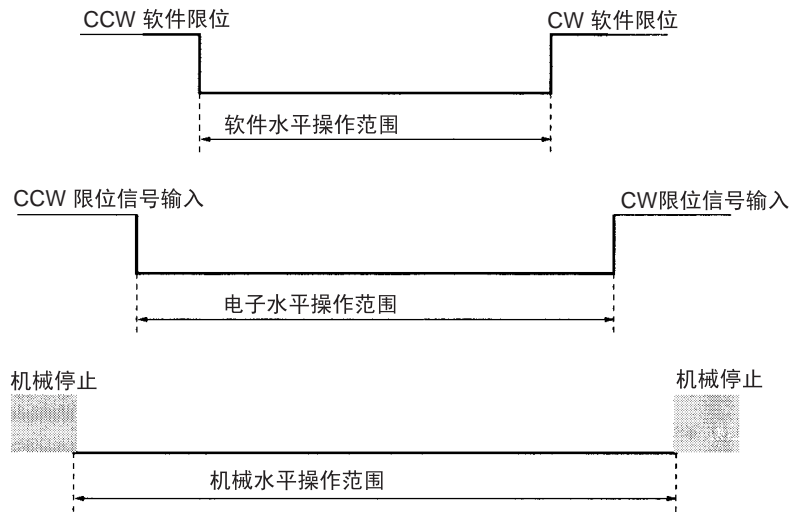 CCW 软件限位
CW 软件限位
软件水平操作范围
CCW 限位信号输入
CW限位信号输入
电子水平操作范围
机械停止
机械停止
机械水平操作范围